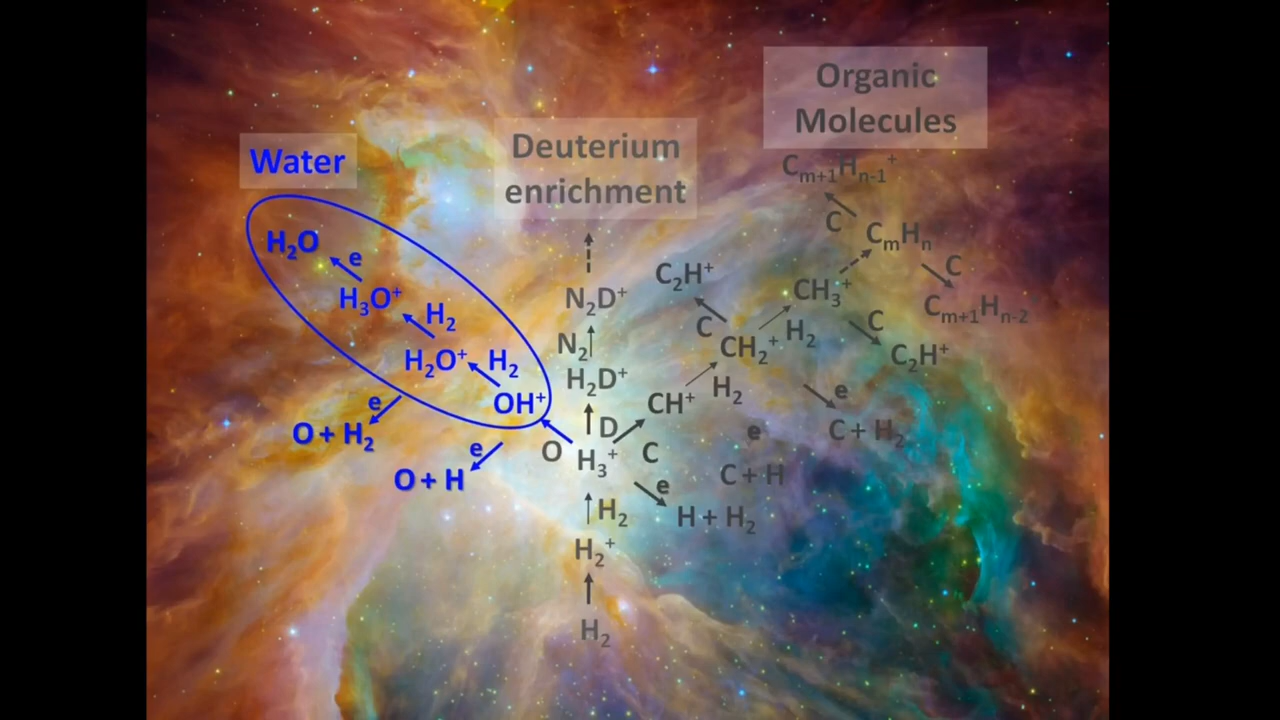 Organic
Molecules
Water
Deuterium
enrichment
Cₘ₊₁Hₙ₋₁⁺
C
CₘHₙ
H₂O
e
C
C₂H⁺
CH₃⁺
H₃O⁺
H₂
N₂D⁺
Cₘ₊₁Hₙ₋₂
C
H₂
C
N₂
CH₂⁺
C₂H⁺
H₂O⁺
H₂
H₂D⁺
H₂
e
OH⁺
CH⁺
e
O + H₂
D
e
C + H₂
e
O
H₃⁺
C
O + H
C + H
e
H₂
H + H₂
H₂⁺
H₂